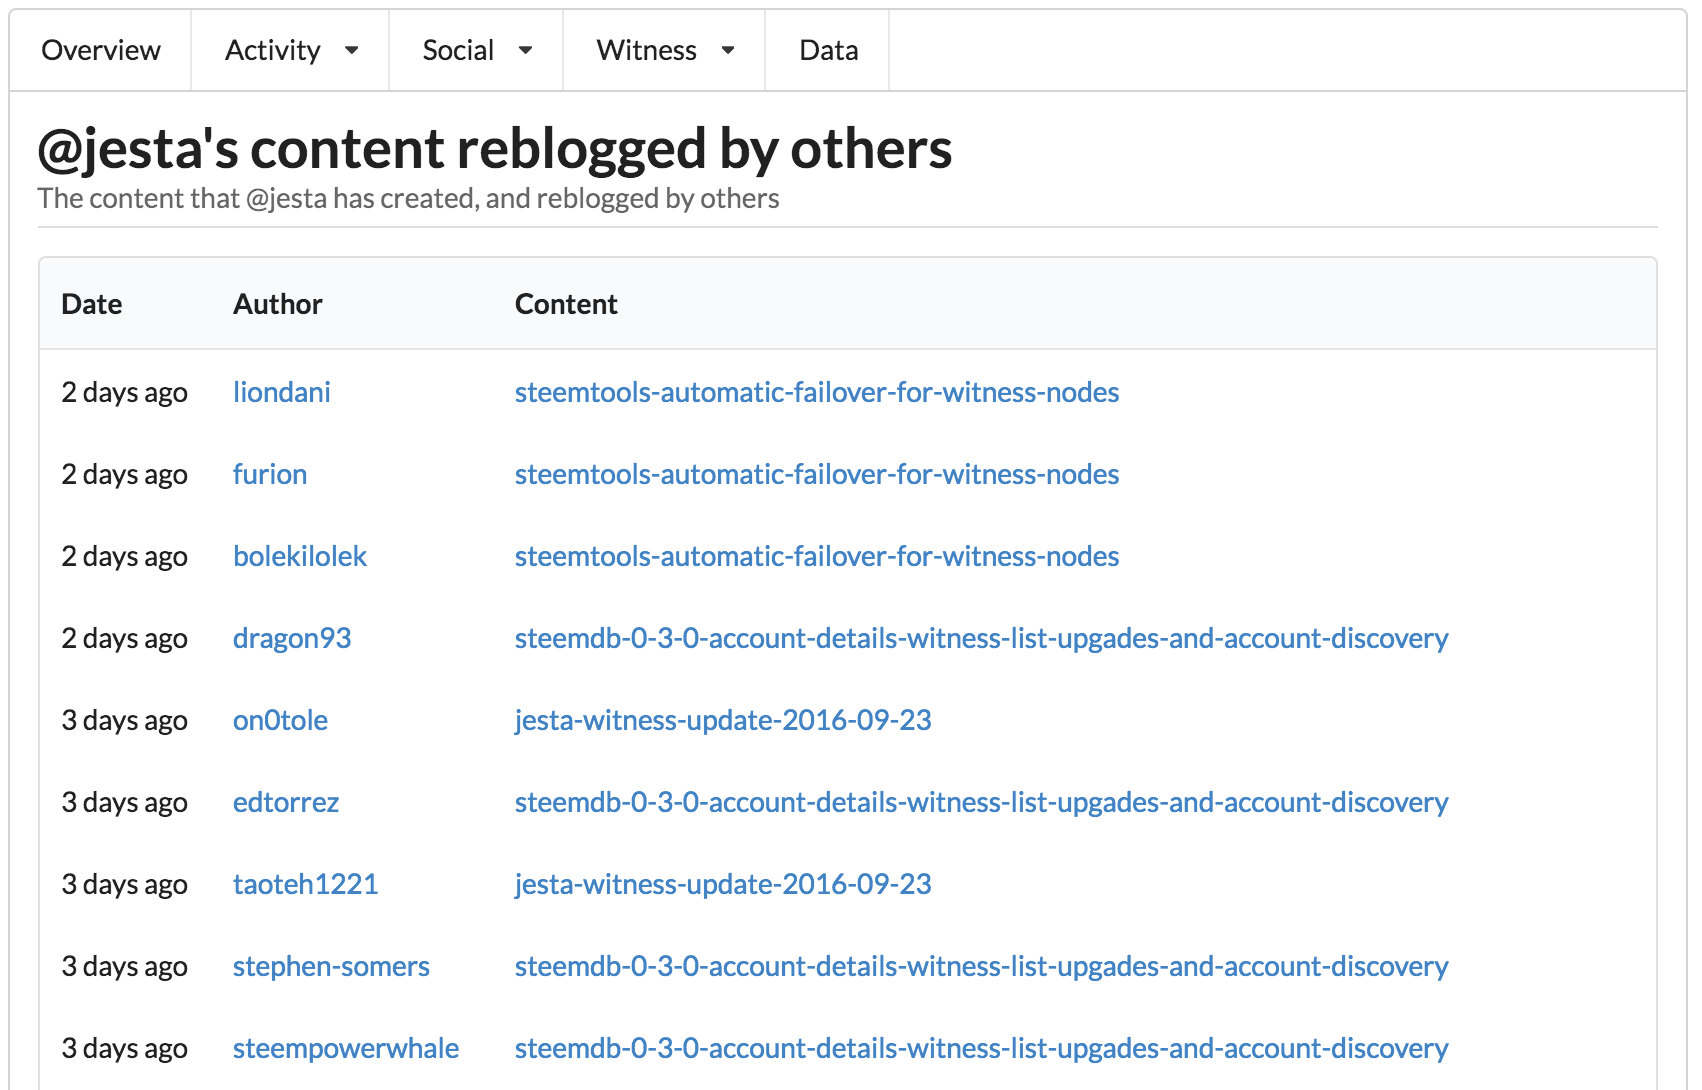 Overview Activity Social Witness Data
@jesta's content reblogged by others
The content that @jesta has created, and reblogged by others
Date Author Content
2 days ago liondani steemtools-automatic-failover-for-witness-nodes
2 days ago furion steemtools-automatic-failover-for-witness-nodes
2 days ago bolekilolek steemtools-automatic-failover-for-witness-nodes
2 days ago dragon93 steemdb-0-3-0-account-details-witness-list-upgades-and-account-discovery
3 days ago on0tole jesta-witness-update-2016-09-23
3 days ago edtorrez steemdb-0-3-0-account-details-witness-list-upgades-and-account-discovery
3 days ago taoteh1221 jesta-witness-update-2016-09-23
3 days ago stephen-somers steemdb-0-3-0-account-details-witness-list-upgades-and-account-discovery
3 days ago steempowerwhale steemdb-0-3-0-account-details-witness-list-upgades-and-account-discovery